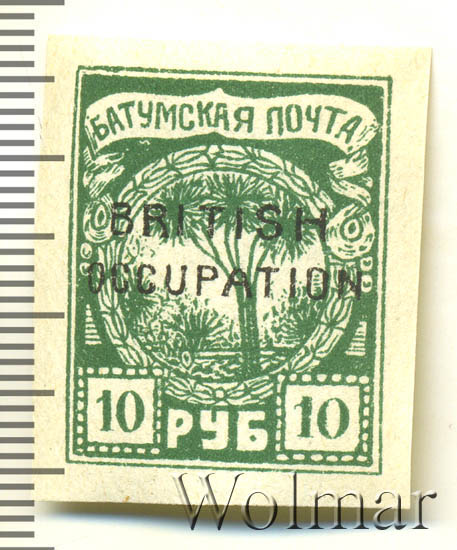 БАТУМСКАЯ ПОЧТА
BRITISH
OCCUPATION
10 РУБ 10
Wolmar